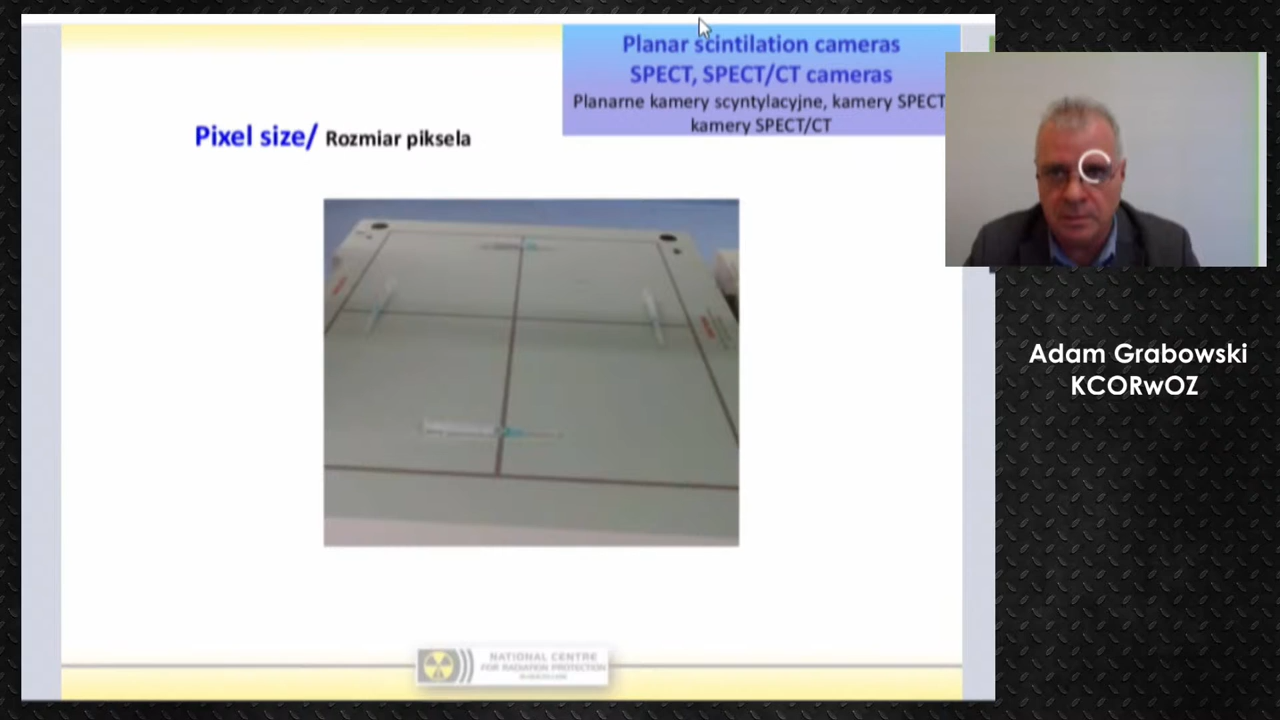 Planar scintilation cameras
SPECT, SPECT/CT cameras
Planarne kamery scyntylacyjne, kamery SPECT
kamery SPECT/CT
Pixel size/ Rozmiar piksela
Adam Grabowski
KCORwOZ
NATIONAL CENTRE
FOR RADIATION PROTECTION